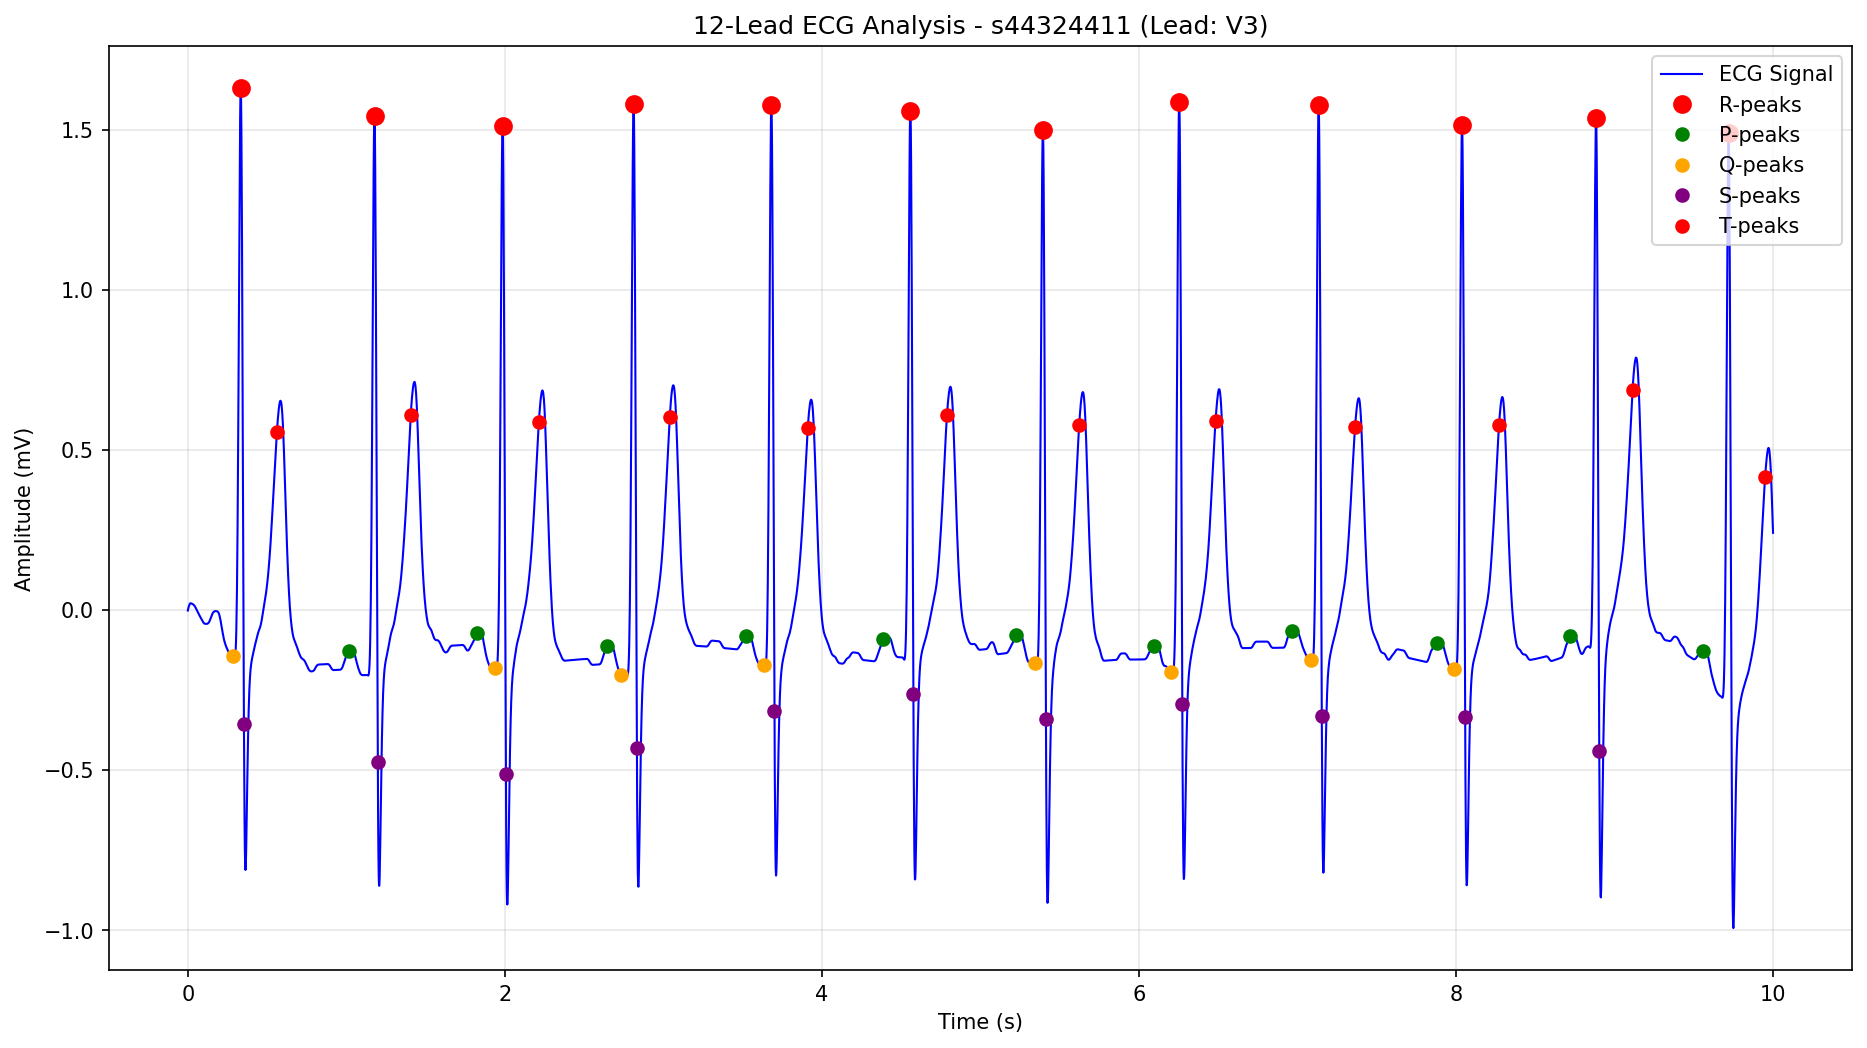 12-Lead ECG Analysis - s44324411 (Lead: V3)
ECG Signal
R-peaks
P-peaks
Q-peaks
S-peaks
T-peaks
Amplitude (mV)
1.5
1.0
0.5
0.0
−0.5
−1.0
0 2 4 6 8 10
Time (s)